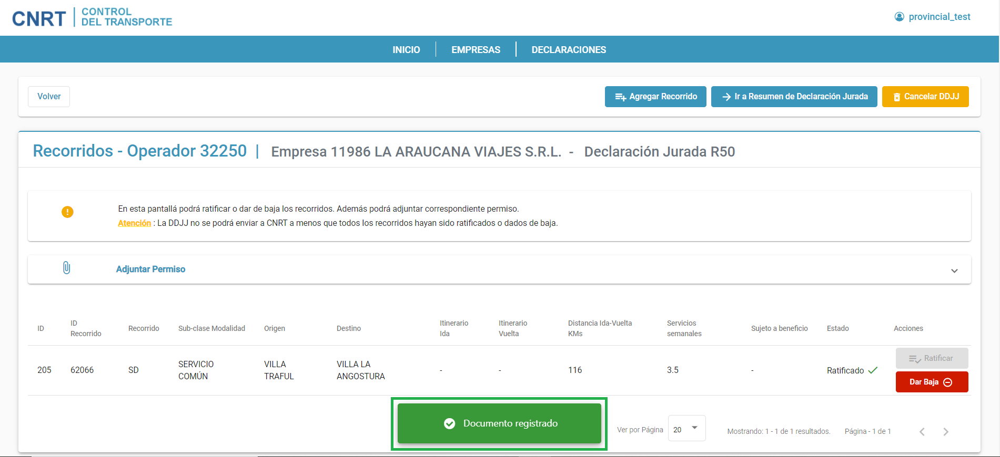 CNRT CONTROL
DEL TRANSPORTE
provincial_test
INICIO EMPRESAS DECLARACIONES
Volver
Agregar Recorrido
Ir a Resumen de Declaración Jurada
Cancelar DDJJ
Recorridos - Operador 32250 | Empresa 11986 LA ARAUCANA VIAJES S.R.L. - Declaración Jurada R50
En esta pantallá podrá ratificar o dar de baja los recorridos. Además podrá adjuntar correspondiente permiso.
Atención : La DDJJ no se podrá enviar a CNRT a menos que todos los recorridos hayan sido ratificados o dados de baja.
Adjuntar Permiso
ID
ID
Recorrido
Recorrido
Sub-clase Modalidad
Origen
Destino
Itinerario
Ida
Itinerario
Vuelta
Distancia Ida-Vuelta
KMs
Servicios
semanales
Sujeto a beneficio
Estado
Acciones
205
62066
SD
SERVICIO
COMÚN
VILLA
TRAFUL
VILLA LA
ANGOSTURA
-
-
116
3.5
-
Ratificado
Ratificar
Dar Baja
Documento registrado
Ver por Página
20
Mostrando: 1 - 1 de 1 resultados.
Página - 1 de 1